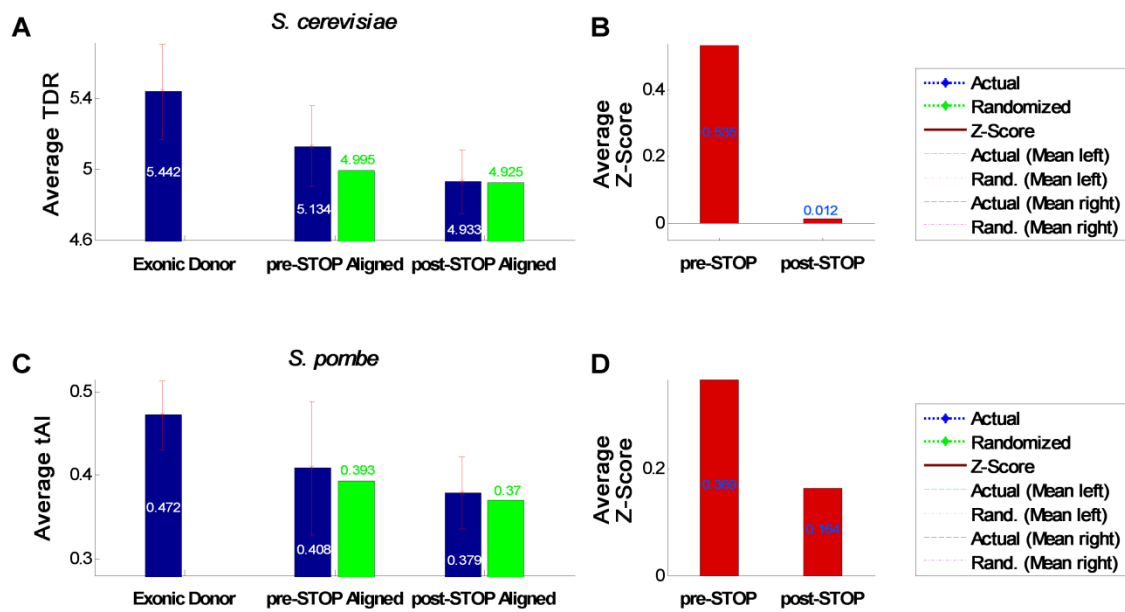 A
S. cerevisiae
Average TDR
5.4
5
4.6
5.442
5.134
4.995
4.933
4.925
Exonic Donor
pre-STOP Aligned
post-STOP Aligned
B
Average
Z-Score
0.4
0.2
0
0.535
0.012
pre-STOP
post-STOP
Actual
Randomized
Z-Score
Actual (Mean left)
Rand. (Mean left)
Actual (Mean right)
Rand. (Mean right)
C
S. pombe
Average tAI
0.5
0.4
0.3
0.472
0.408
0.393
0.379
0.37
Exonic Donor
pre-STOP Aligned
post-STOP Aligned
D
Average
Z-Score
0.2
0
0.164
pre-STOP
post-STOP
Actual
Randomized
Z-Score
Actual (Mean left)
Rand. (Mean left)
Actual (Mean right)
Rand. (Mean right)